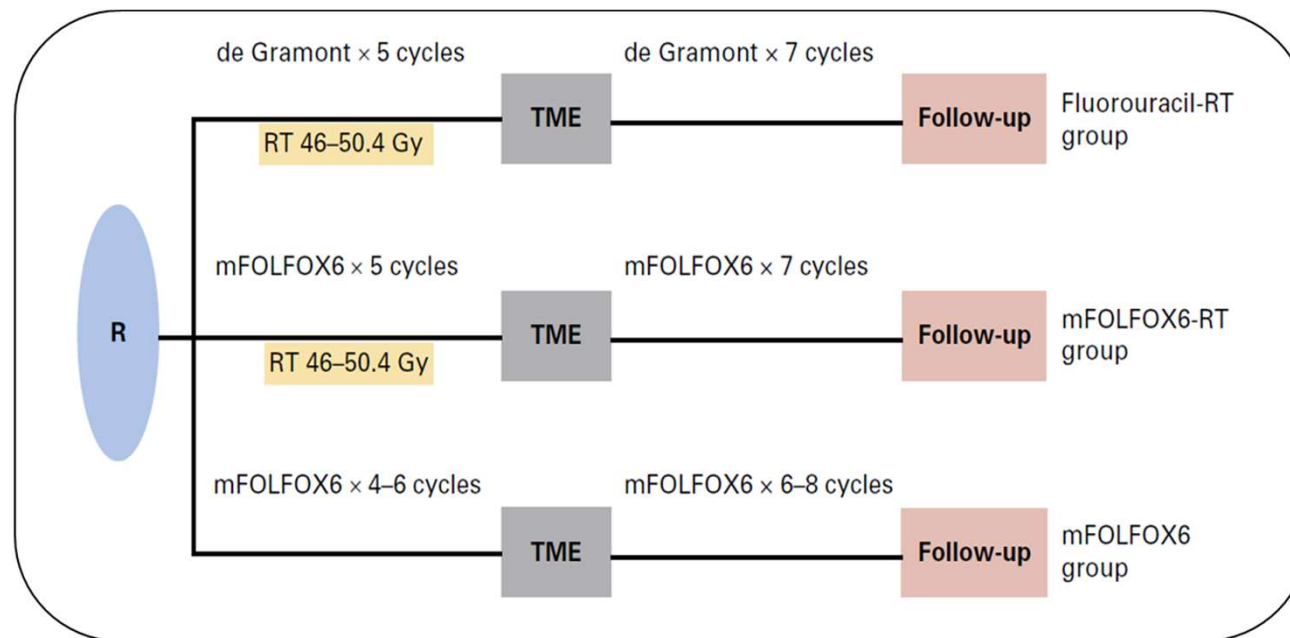 de Gramont × 5 cycles
de Gramont × 7 cycles
TME
Follow-up
Fluorouracil-RT
group
RT 46–50.4 Gy
R
mFOLFOX6 × 5 cycles
mFOLFOX6 × 7 cycles
TME
Follow-up
mFOLFOX6-RT
group
RT 46–50.4 Gy
mFOLFOX6 × 4–6 cycles
mFOLFOX6 × 6–8 cycles
TME
Follow-up
mFOLFOX6
group